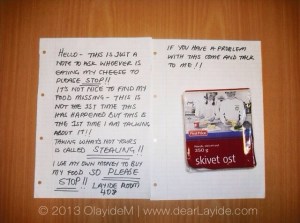 HELLO - THIS IS JUST A
NOTE TO ASK WHOEVER IS
EATING MY CHEESE TO
PLEASE STOP!!
IT'S NOT NICE TO FIND MY
FOOD MISSING - THIS IS
NOT THE 1ST TIME THIS
HAS HAPPENED BUT THIS IS
THE 1ST TIME I AM TALKING
ABOUT IT!!
TAKING WHAT'S NOT YOURS
IS CALLED STEALING!!
I USE MY OWN MONEY TO BUY
MY FOOD SO PLEASE
STOP!! LAYIDE ROOM
408
IF YOU HAVE A PROBLEM
WITH THIS COME AND TALK
TO ME!!
350 g
skivet ost
© 2013 OlayideM | www.dearLayide.com